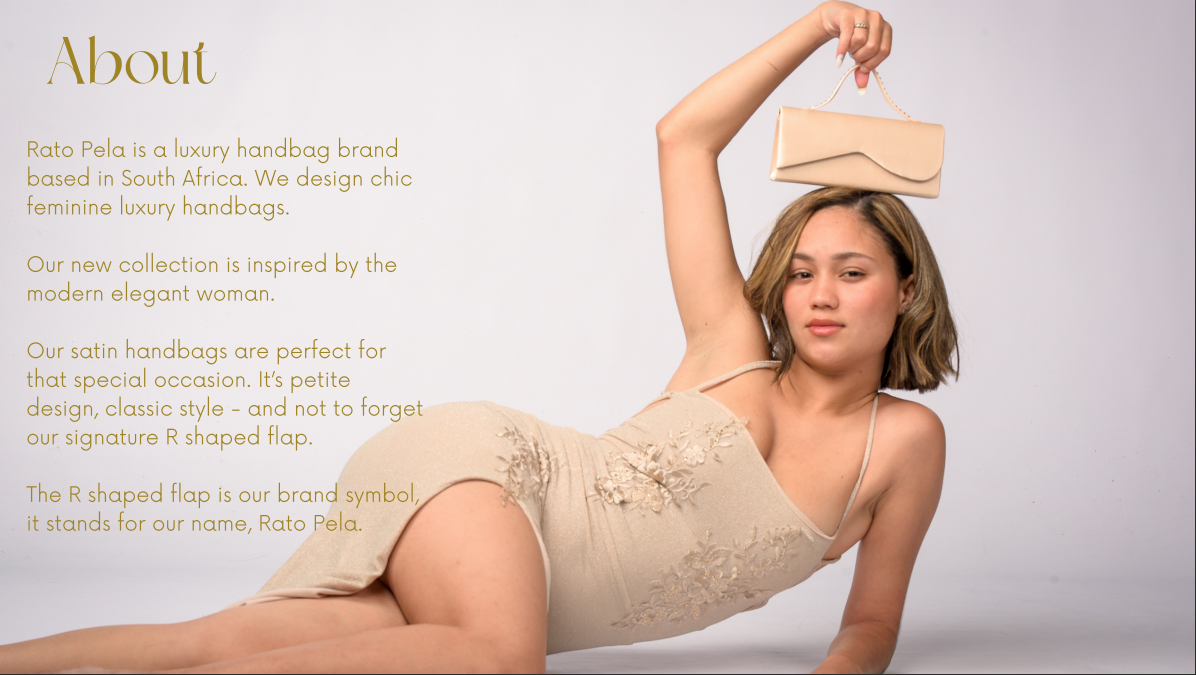 About
Rato Pela is a luxury handbag brand
based in South Africa. We design chic
feminine luxury handbags.
Our new collection is inspired by the
modern elegant woman.
Our satin handbags are perfect for
that special occasion. It's petite
design, classic style - and not to forget
our signature R shaped flap.
The R shaped flap is our brand symbol,
it stands for our name, Rato Pela.